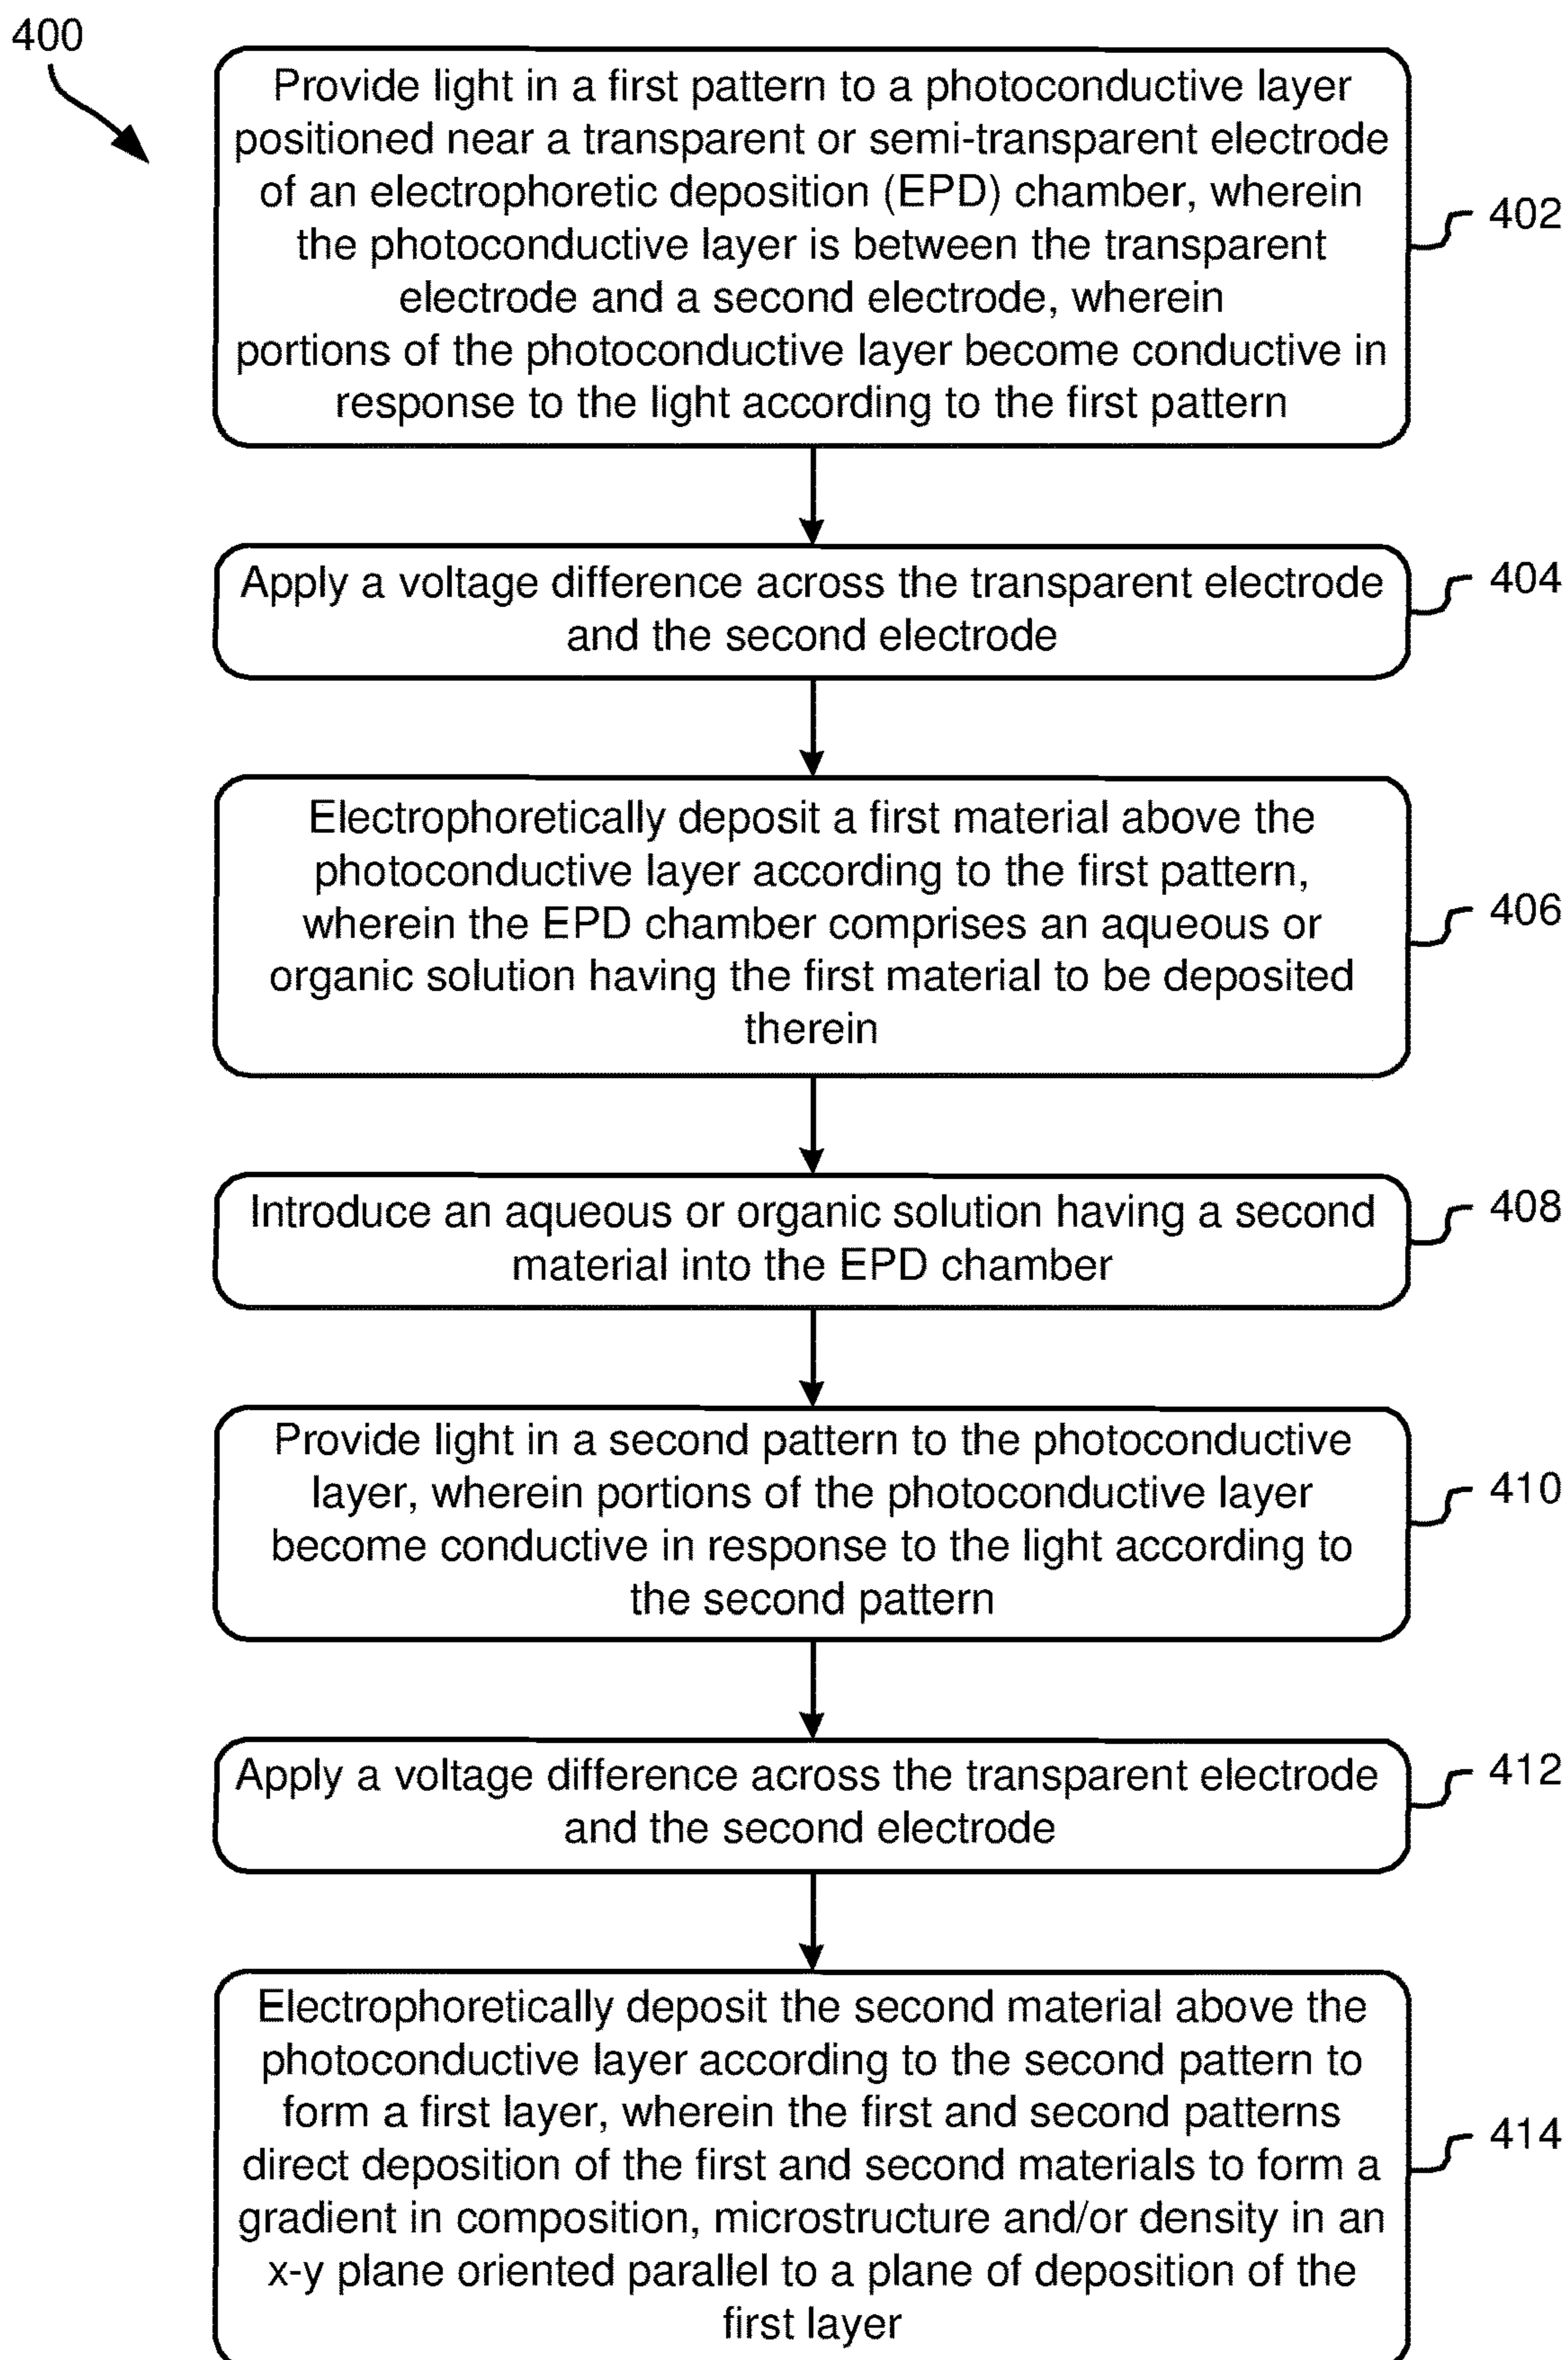 400
Provide light in a first pattern to a photoconductive layer
positioned near a transparent or semi-transparent electrode
of an electrophoretic deposition (EPD) chamber, wherein
the photoconductive layer is between the transparent
electrode and a second electrode, wherein
portions of the photoconductive layer become conductive in
response to the light according to the first pattern
402
Apply a voltage difference across the transparent electrode
and the second electrode
404
Electrophoretically deposit a first material above the
photoconductive layer according to the first pattern,
wherein the EPD chamber comprises an aqueous or
organic solution having the first material to be deposited
therein
406
Introduce an aqueous or organic solution having a second
material into the EPD chamber
408
Provide light in a second pattern to the photoconductive
layer, wherein portions of the photoconductive layer
become conductive in response to the light according to
the second pattern
410
Apply a voltage difference across the transparent electrode
and the second electrode
412
Electrophoretically deposit the second material above the
photoconductive layer according to the second pattern to
form a first layer, wherein the first and second patterns
direct deposition of the first and second materials to form a
gradient in composition, microstructure and/or density in an
x-y plane oriented parallel to a plane of deposition of the
first layer
414